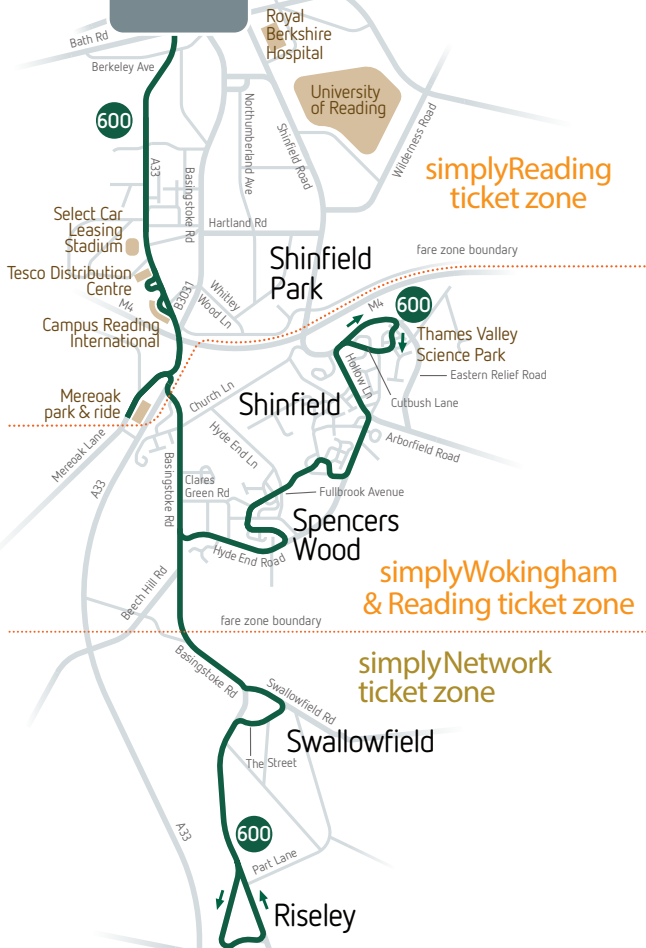 Royal
Berkshire
Hospital
Bath Rd
Berkeley Ave
University
of Reading
600
Northumberland Ave
Shinfield Road
Wilderness Road
A33
Basingstoke Rd
simplyReading
ticket zone
Select Car
Leasing
Stadium
Hartland Rd
Shinfield
Park
fare zone boundary
Tesco Distribution
Centre
M4
B3031
Whitley
Wood Ln
M4
600
Campus Reading
International
Thames Valley
Science Park
Eastern Relief Road
Hollow Ln
Cutbush Lane
Mereoak
park & ride
Church Ln
Shinfield
Mereoak Lane
Hyde End Ln
Arborfield Road
A33
Basingstoke Rd
Clares
Green Rd
Fullbrook Avenue
Spencers
Wood
Hyde End Road
simplyWokingham
& Reading ticket zone
Beech Hill Rd
fare zone boundary
simplyNetwork
ticket zone
Basingstoke Rd
Swallowfield Rd
Swallowfield
The Street
A33
600
Part Lane
Riseley